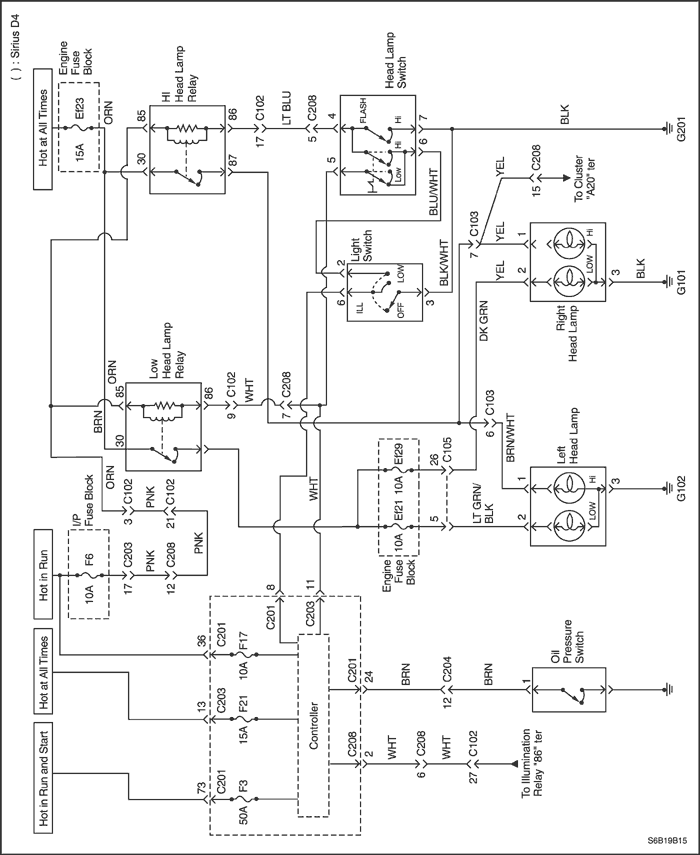 ( ) : Sirius D4
Hot at All Times
Engine
Fuse
Block
Ef23
15A
ORN
85
30
HI
Head Lamp
Relay
86
87
C102
17
LT BLU
C208
5
4
5
FLASH
Hi
Hi
Low
Head Lamp
Switch
7
6
BLK
G201
BLU/WHT
Light
Switch
2
6
ILL
LOW
OFF
3
BLK/WHT
C103
7
YEL
YEL
YEL
15
C208
To Cluster
"A20" ter
1
2
Hi
LOW
3
BLK
G101
Right
Head Lamp
DK GRN
ORN
BRN
85
30
Low
Head Lamp
Relay
86
C102
9
WHT
C208
7
C103
6
BRN/WHT
Left
Head Lamp
1
2
Hi
LOW
3
G102
Ef29
10A
Ef21
10A
26
C105
5
LT GRN/
BLK
Engine
Fuse
Block
WHT
ORN
C102
3
PNK
C102
21
PNK
Hot in Run
I/P
Fuse Block
F6
10A
C203
17
PNK
C208
12
Hot at All Times
Hot in Run and Start
36
C201
F17
10A
13
C203
F21
15A
73
C201
F3
50A
8
C201
11
C203
Controller
C201
24
BRN
C204
12
BRN
1
Oil
Pressure
Switch
C208
2
WHT
C208
6
WHT
C102
27
To Illumination
Relay "86" ter
S6B19B15